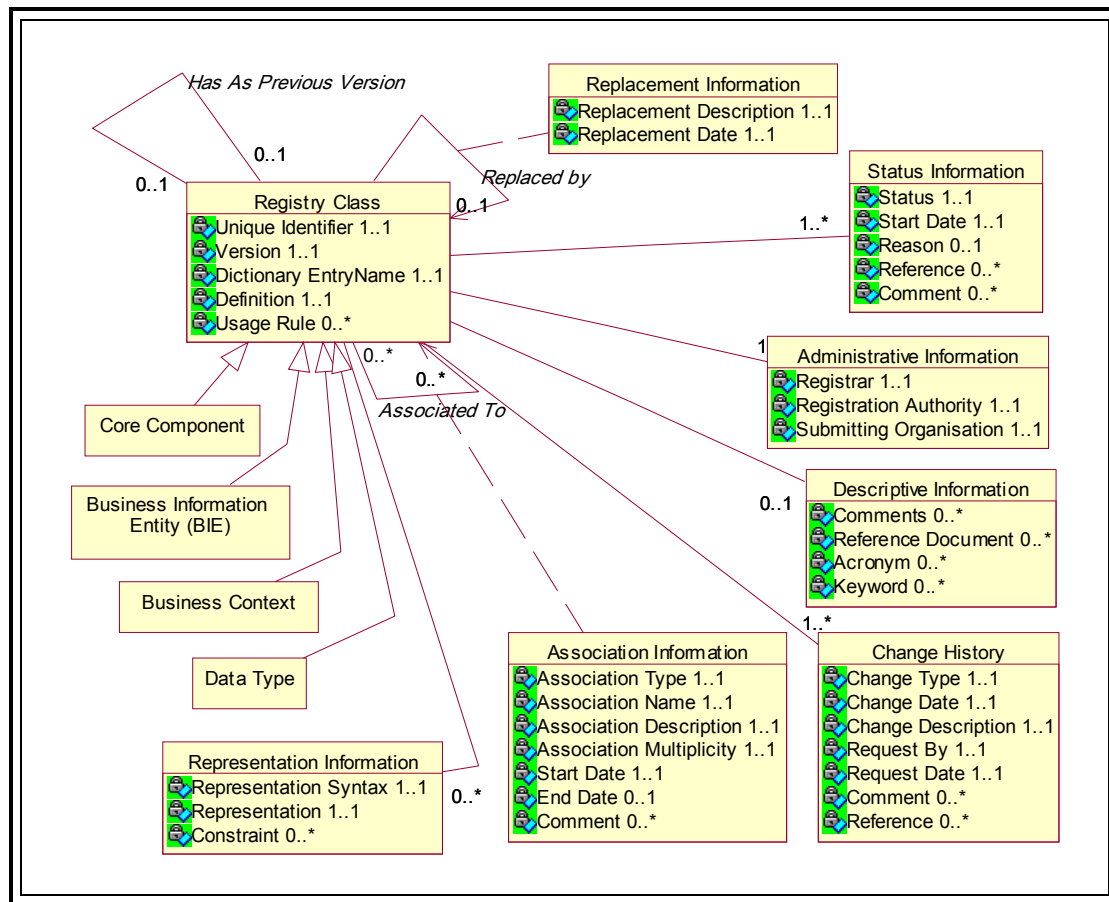 Has As Previous Version
0..1
0..1
Replacement Information
Replacement Description 1..1
Replacement Date 1..1
Replaced by
0..1
Registry Class
Unique Identifier 1..1
Version 1..1
Dictionary EntryName 1..1
Definition 1..1
Usage Rule 0..*
Status Information
Status 1..1
Start Date 1..1
Reason 0..1
Reference 0..*
Comment 0..*
1..*
1
Administrative Information
Registrar 1..1
Registration Authority 1..1
Submitting Organisation 1..1
0..*
0..*
Associated To
Core Component
Business Information
Entity (BIE)
Business Context
Data Type
0..1
Descriptive Information
Comments 0..*
Reference Document 0..*
Acronym 0..*
Keyword 0..*
Representation Information
Representation Syntax 1..1
Representation 1..1
Constraint 0..*
0..*
Association Information
Association Type 1..1
Association Name 1..1
Association Description 1..1
Association Multiplicity 1..1
Start Date 1..1
End Date 0..1
Comment 0..*
1..*
Change History
Change Type 1..1
Change Date 1..1
Change Description 1..1
Request By 1..1
Request Date 1..1
Comment 0..*
Reference 0..*